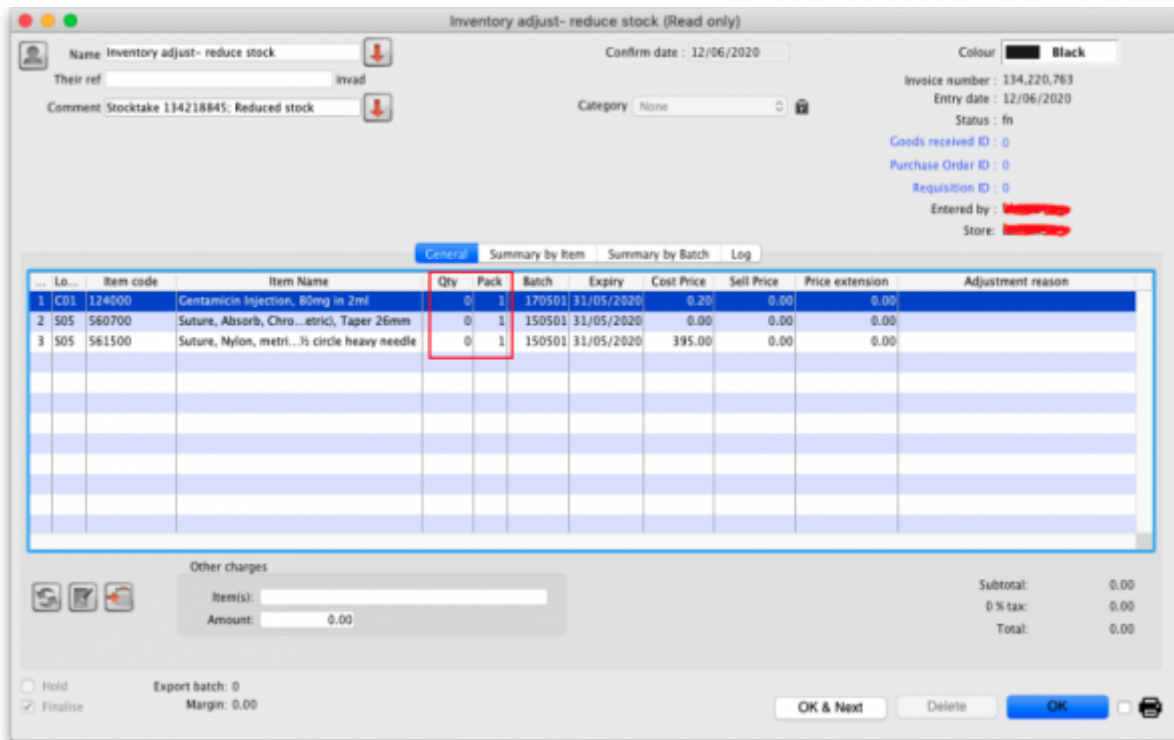 Inventory adjust- reduce stock (Read only)
Name Inventory adjust- reduce stock
Confirm date : 12/06/2020
Colour Black
Their ref invad
Invoice number : 134,220,763
Comment Stocktake 134218845; Reduced stock
Category None
Entry date : 12/06/2020
Status : fn
Goods received ID : 0
Purchase Order ID : 0
Requisition ID : 0
Entered by :
Store:
General Summary by Item Summary by Batch Log
... Lo... Item code Item Name Qty Pack Batch Expiry Cost Price Sell Price Price extension Adjustment reason
1 C01 124000 Gentamicin Injection, 80mg in 2ml 0 1 170501 31/05/2020 0.20 0.00 0.00
2 S05 560700 Suture, Absorb, Chro...etric), Taper 26mm 0 1 150501 31/05/2020 0.00 0.00 0.00
3 S05 561500 Suture, Nylon, metri...½ circle heavy needle 0 1 150501 31/05/2020 395.00 0.00 0.00
Other charges
Item(s):
Amount: 0.00
Subtotal: 0.00
0 % tax: 0.00
Total: 0.00
Hold
Export batch: 0
Finalise
Margin: 0.00
OK & Next Delete OK